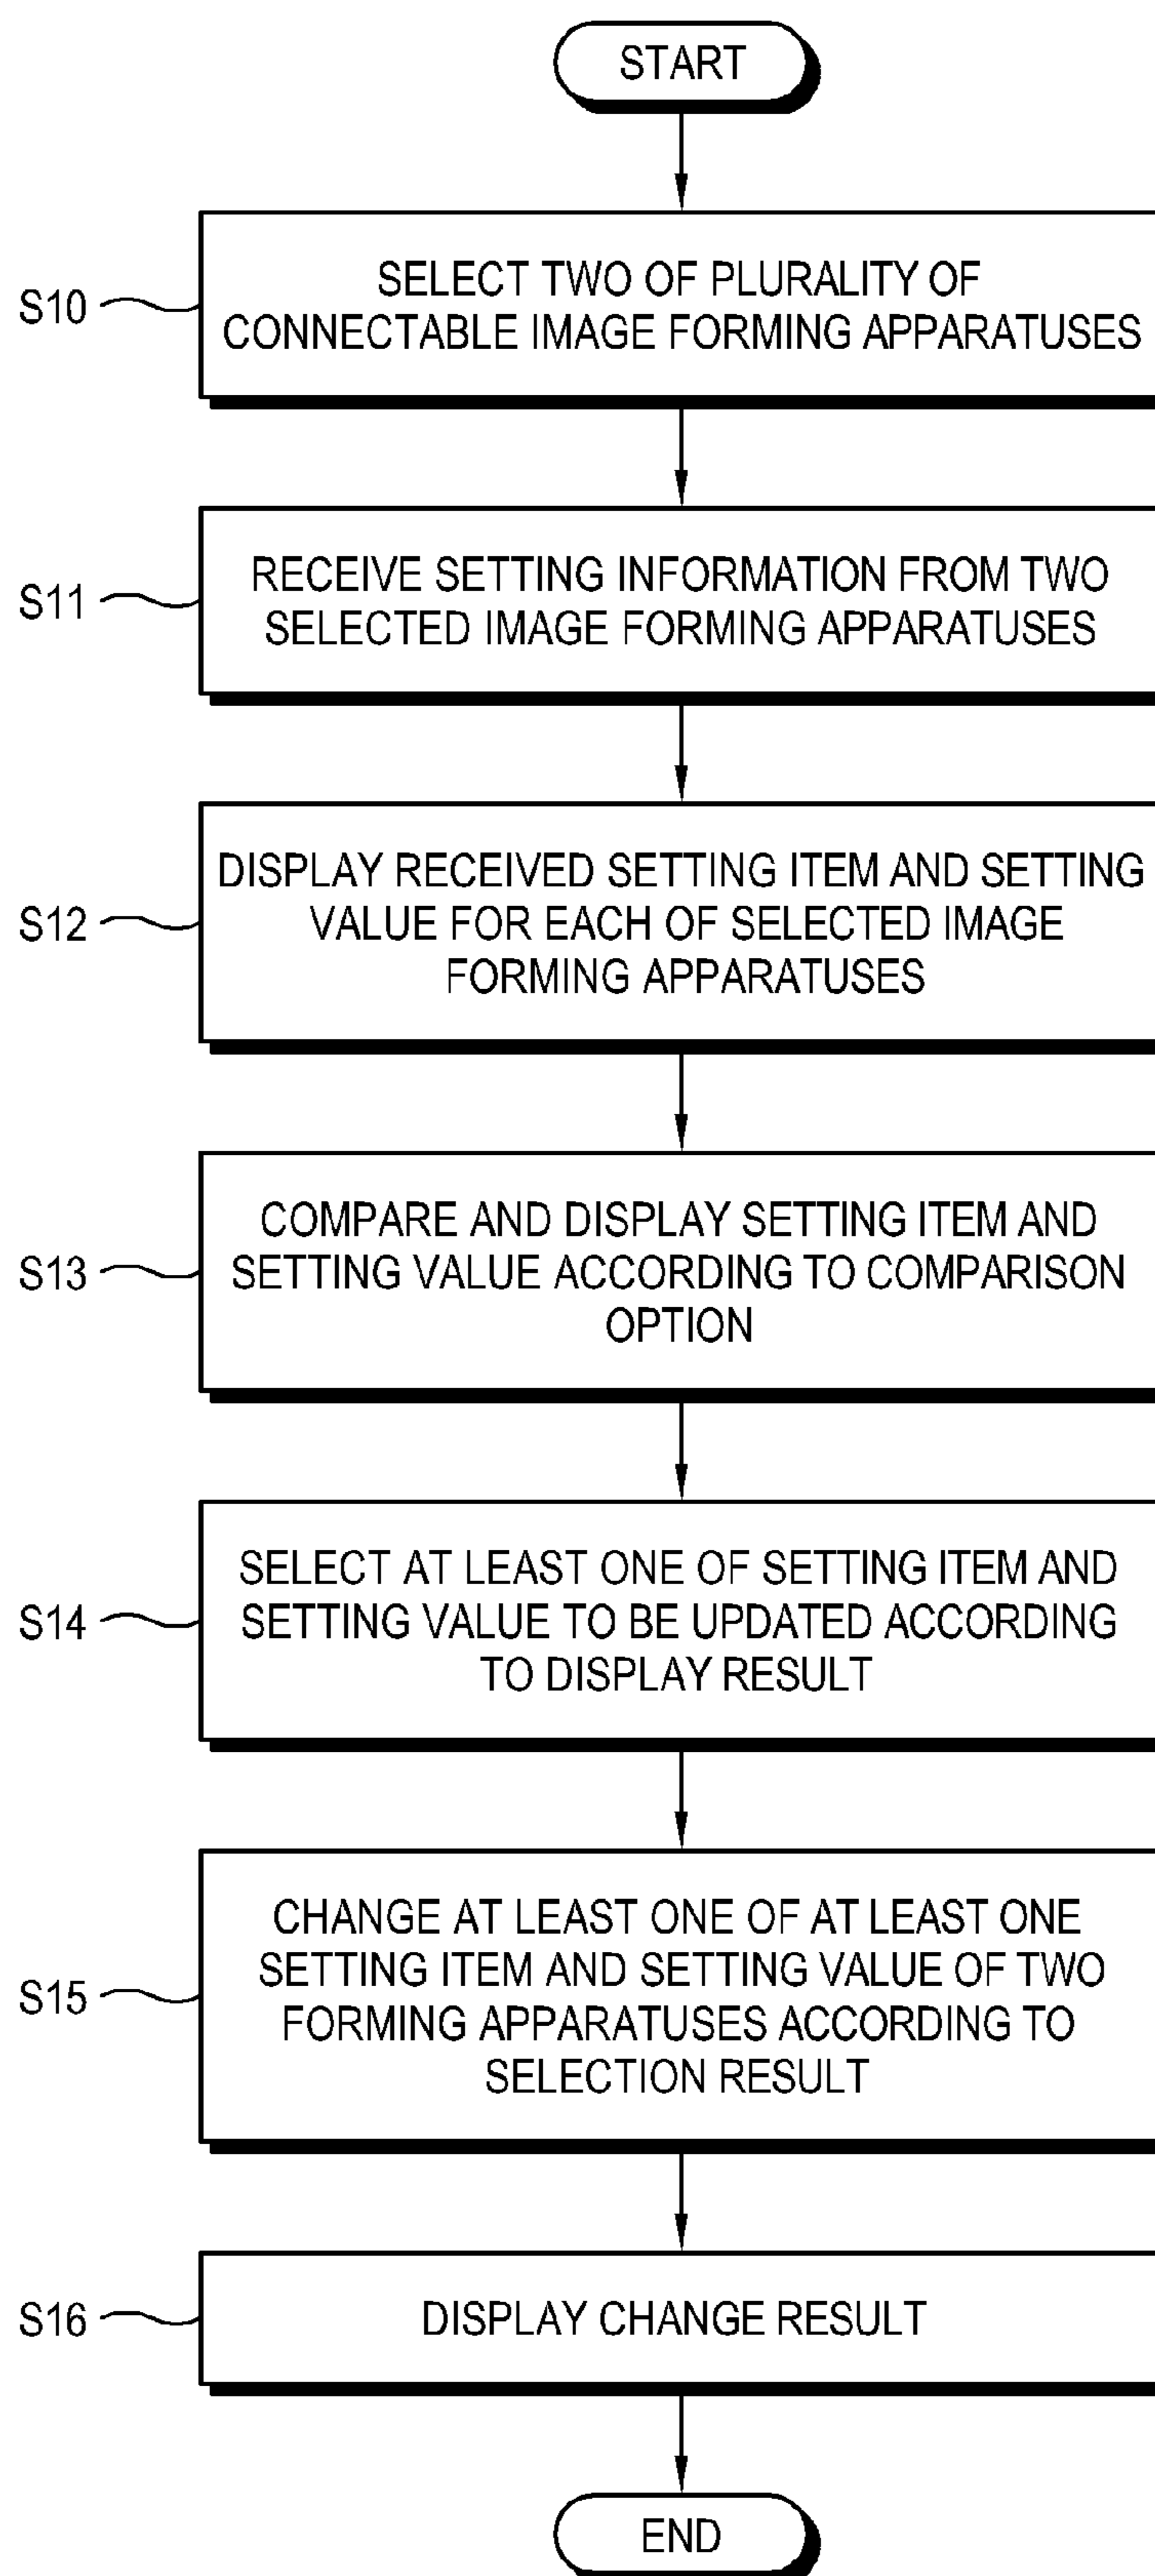 START
S10
SELECT TWO OF PLURALITY OF
CONNECTABLE IMAGE FORMING APPARATUSES
S11
RECEIVE SETTING INFORMATION FROM TWO
SELECTED IMAGE FORMING APPARATUSES
S12
DISPLAY RECEIVED SETTING ITEM AND SETTING
VALUE FOR EACH OF SELECTED IMAGE
FORMING APPARATUSES
S13
COMPARE AND DISPLAY SETTING ITEM AND
SETTING VALUE ACCORDING TO COMPARISON
OPTION
S14
SELECT AT LEAST ONE OF SETTING ITEM AND
SETTING VALUE TO BE UPDATED ACCORDING
TO DISPLAY RESULT
S15
CHANGE AT LEAST ONE OF AT LEAST ONE
SETTING ITEM AND SETTING VALUE OF TWO
FORMING APPARATUSES ACCORDING TO
SELECTION RESULT
S16
DISPLAY CHANGE RESULT
END